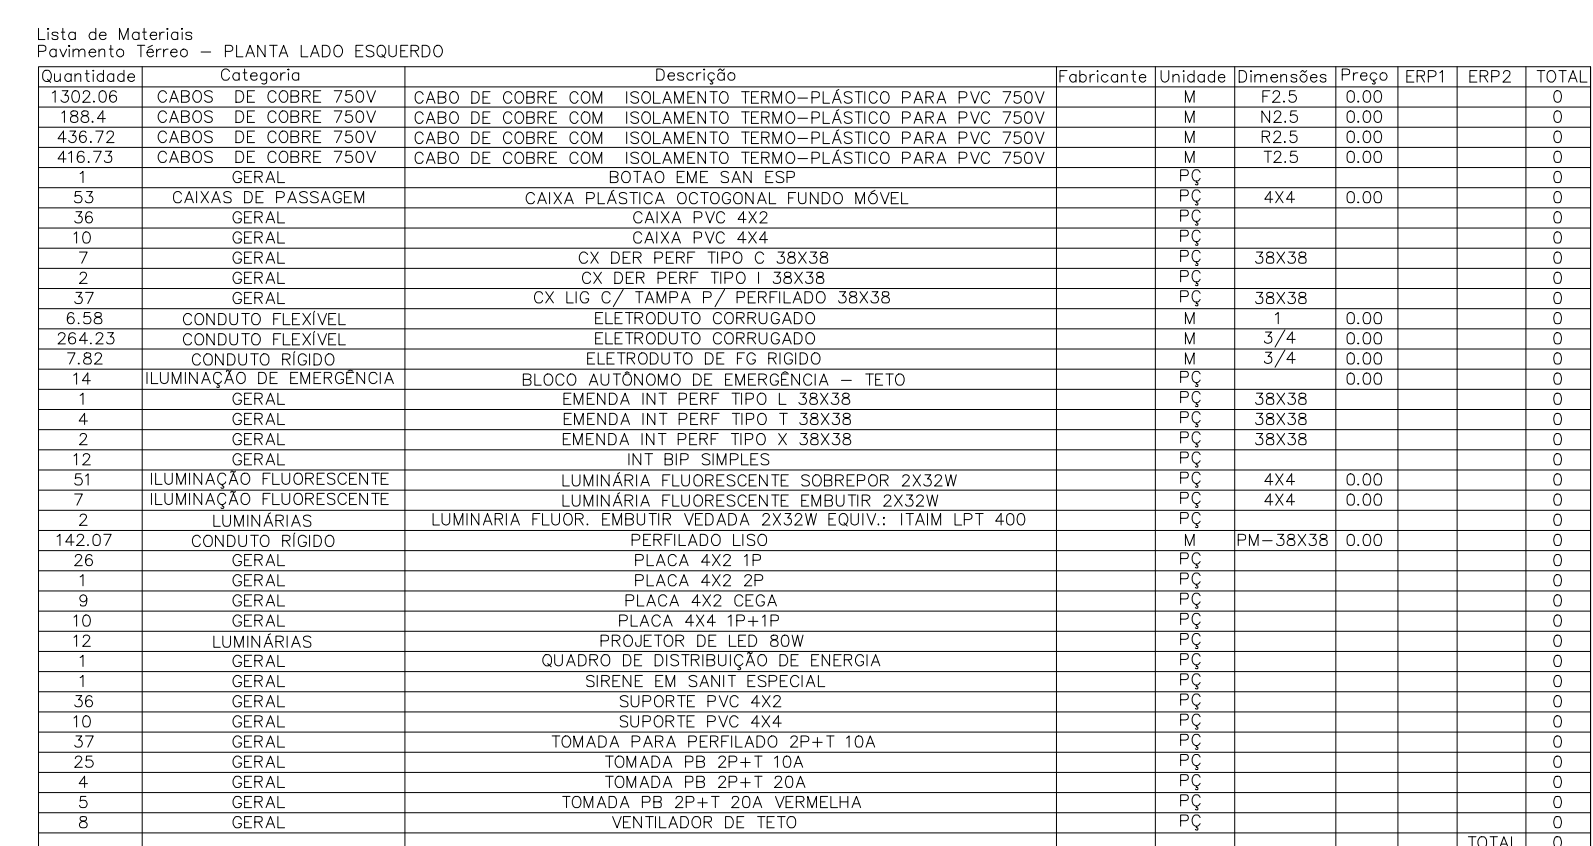 Lista de Materiais
Pavimento Térreo – PLANTA LADO ESQUERDO
Quantidade Categoria Descrição Fabricante Unidade Dimensões Preço ERP1 ERP2 TOTAL
1302.06 CABOS DE COBRE 750V CABO DE COBRE COM ISOLAMENTO TERMO–PLÁSTICO PARA PVC 750V M F2.5 0.00 0
188.4 CABOS DE COBRE 750V CABO DE COBRE COM ISOLAMENTO TERMO–PLÁSTICO PARA PVC 750V M N2.5 0.00 0
436.72 CABOS DE COBRE 750V CABO DE COBRE COM ISOLAMENTO TERMO–PLÁSTICO PARA PVC 750V M R2.5 0.00 0
416.73 CABOS DE COBRE 750V CABO DE COBRE COM ISOLAMENTO TERMO–PLÁSTICO PARA PVC 750V M T2.5 0.00 0
1 GERAL BOTAO EME SAN ESP PÇ 0
53 CAIXAS DE PASSAGEM CAIXA PLÁSTICA OCTOGONAL FUNDO MÓVEL PÇ 4X4 0.00 0
36 GERAL CAIXA PVC 4X2 PÇ 0
10 GERAL CAIXA PVC 4X4 PÇ 0
7 GERAL CX DER PERF TIPO C 38X38 PÇ 38X38 0
2 GERAL CX DER PERF TIPO I 38X38 PÇ 0
37 GERAL CX LIG C/ TAMPA P/ PERFILADO 38X38 PÇ 38X38 0
6.58 CONDUTO FLEXÍVEL ELETRODUTO CORRUGADO M 1 0.00 0
264.23 CONDUTO FLEXÍVEL ELETRODUTO CORRUGADO M 3/4 0.00 0
7.82 CONDUTO RÍGIDO ELETRODUTO DE FG RIGIDO M 3/4 0.00 0
14 ILUMINAÇÃO DE EMERGÊNCIA BLOCO AUTÔNOMO DE EMERGÊNCIA – TETO PÇ 0.00 0
1 GERAL EMENDA INT PERF TIPO L 38X38 PÇ 38X38 0
4 GERAL EMENDA INT PERF TIPO T 38X38 PÇ 38X38 0
2 GERAL EMENDA INT PERF TIPO X 38X38 PÇ 38X38 0
12 GERAL INT BIP SIMPLES PÇ 0
51 ILUMINAÇÃO FLUORESCENTE LUMINÁRIA FLUORESCENTE SOBREPOR 2X32W PÇ 4X4 0.00 0
7 ILUMINAÇÃO FLUORESCENTE LUMINÁRIA FLUORESCENTE EMBUTIR 2X32W PÇ 4X4 0.00 0
2 LUMINÁRIAS LUMINARIA FLUOR. EMBUTIR VEDADA 2X32W EQUIV.: ITAIM LPT 400 PÇ 0
142.07 CONDUTO RÍGIDO PERFILADO LISO M PM–38X38 0.00 0
26 GERAL PLACA 4X2 1P PÇ 0
1 GERAL PLACA 4X2 2P PÇ 0
9 GERAL PLACA 4X2 CEGA PÇ 0
10 GERAL PLACA 4X4 1P+1P PÇ 0
12 LUMINÁRIAS PROJETOR DE LED 80W PÇ 0
1 GERAL QUADRO DE DISTRIBUIÇÃO DE ENERGIA PÇ 0
1 GERAL SIRENE EM SANIT ESPECIAL PÇ 0
36 GERAL SUPORTE PVC 4X2 PÇ 0
10 GERAL SUPORTE PVC 4X4 PÇ 0
37 GERAL TOMADA PARA PERFILADO 2P+T 10A PÇ 0
25 GERAL TOMADA PB 2P+T 10A PÇ 0
4 GERAL TOMADA PB 2P+T 20A PÇ 0
5 GERAL TOMADA PB 2P+T 20A VERMELHA PÇ 0
8 GERAL VENTILADOR DE TETO PÇ 0
TOTAL 0